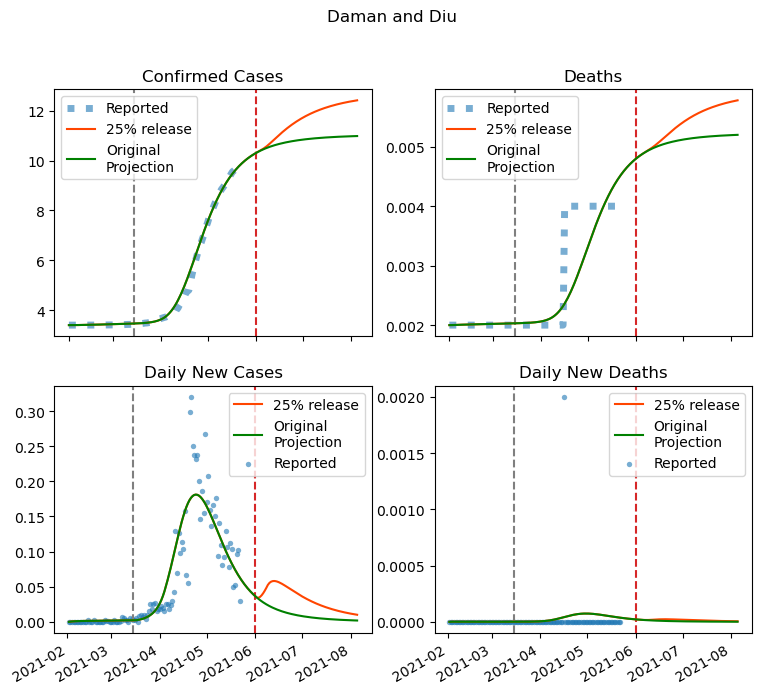 Daman and Diu
Confirmed Cases
Reported
25% release
Original
Projection
12
10
8
6
4
Deaths
Reported
25% release
Original
Projection
0.005
0.004
0.003
0.002
Daily New Cases
25% release
Original
Projection
Reported
0.30
0.25
0.20
0.15
0.10
0.05
0.00
2021-02
2021-03
2021-04
2021-05
2021-06
2021-07
2021-08
Daily New Deaths
25% release
Original
Projection
Reported
0.0020
0.0015
0.0010
0.0005
0.0000
2021-02
2021-03
2021-04
2021-05
2021-06
2021-07
2021-08